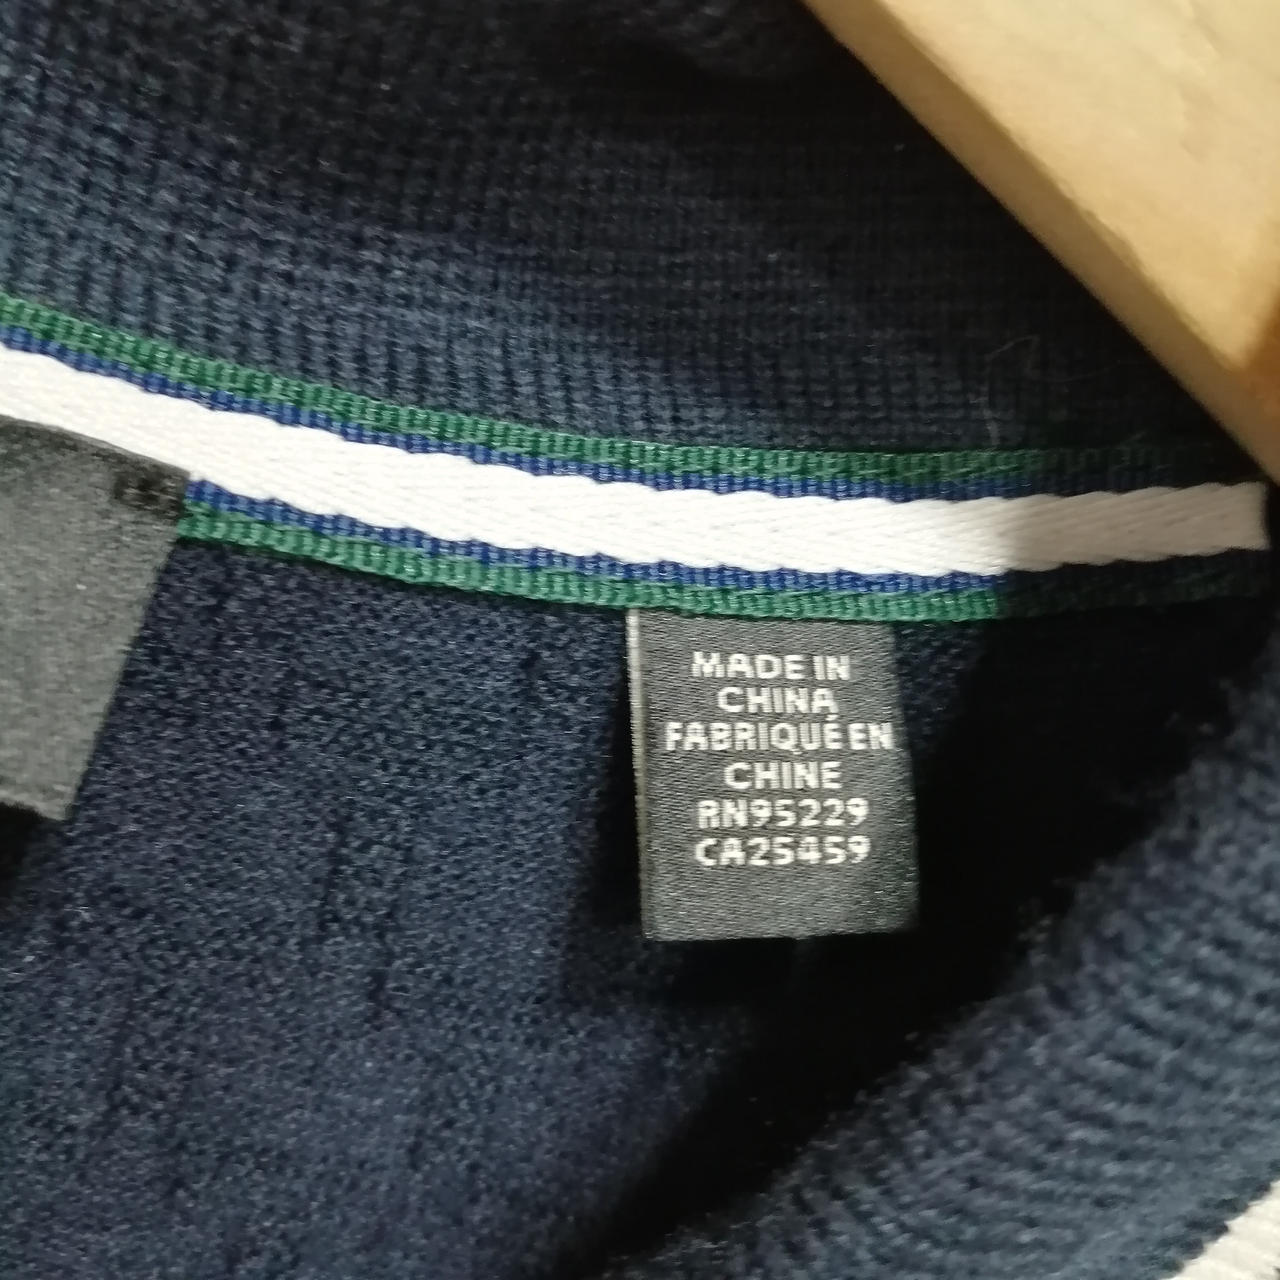 MADE IN
CHINA
FABRIQUÉ EN
CHINE
RN95229
CA25459